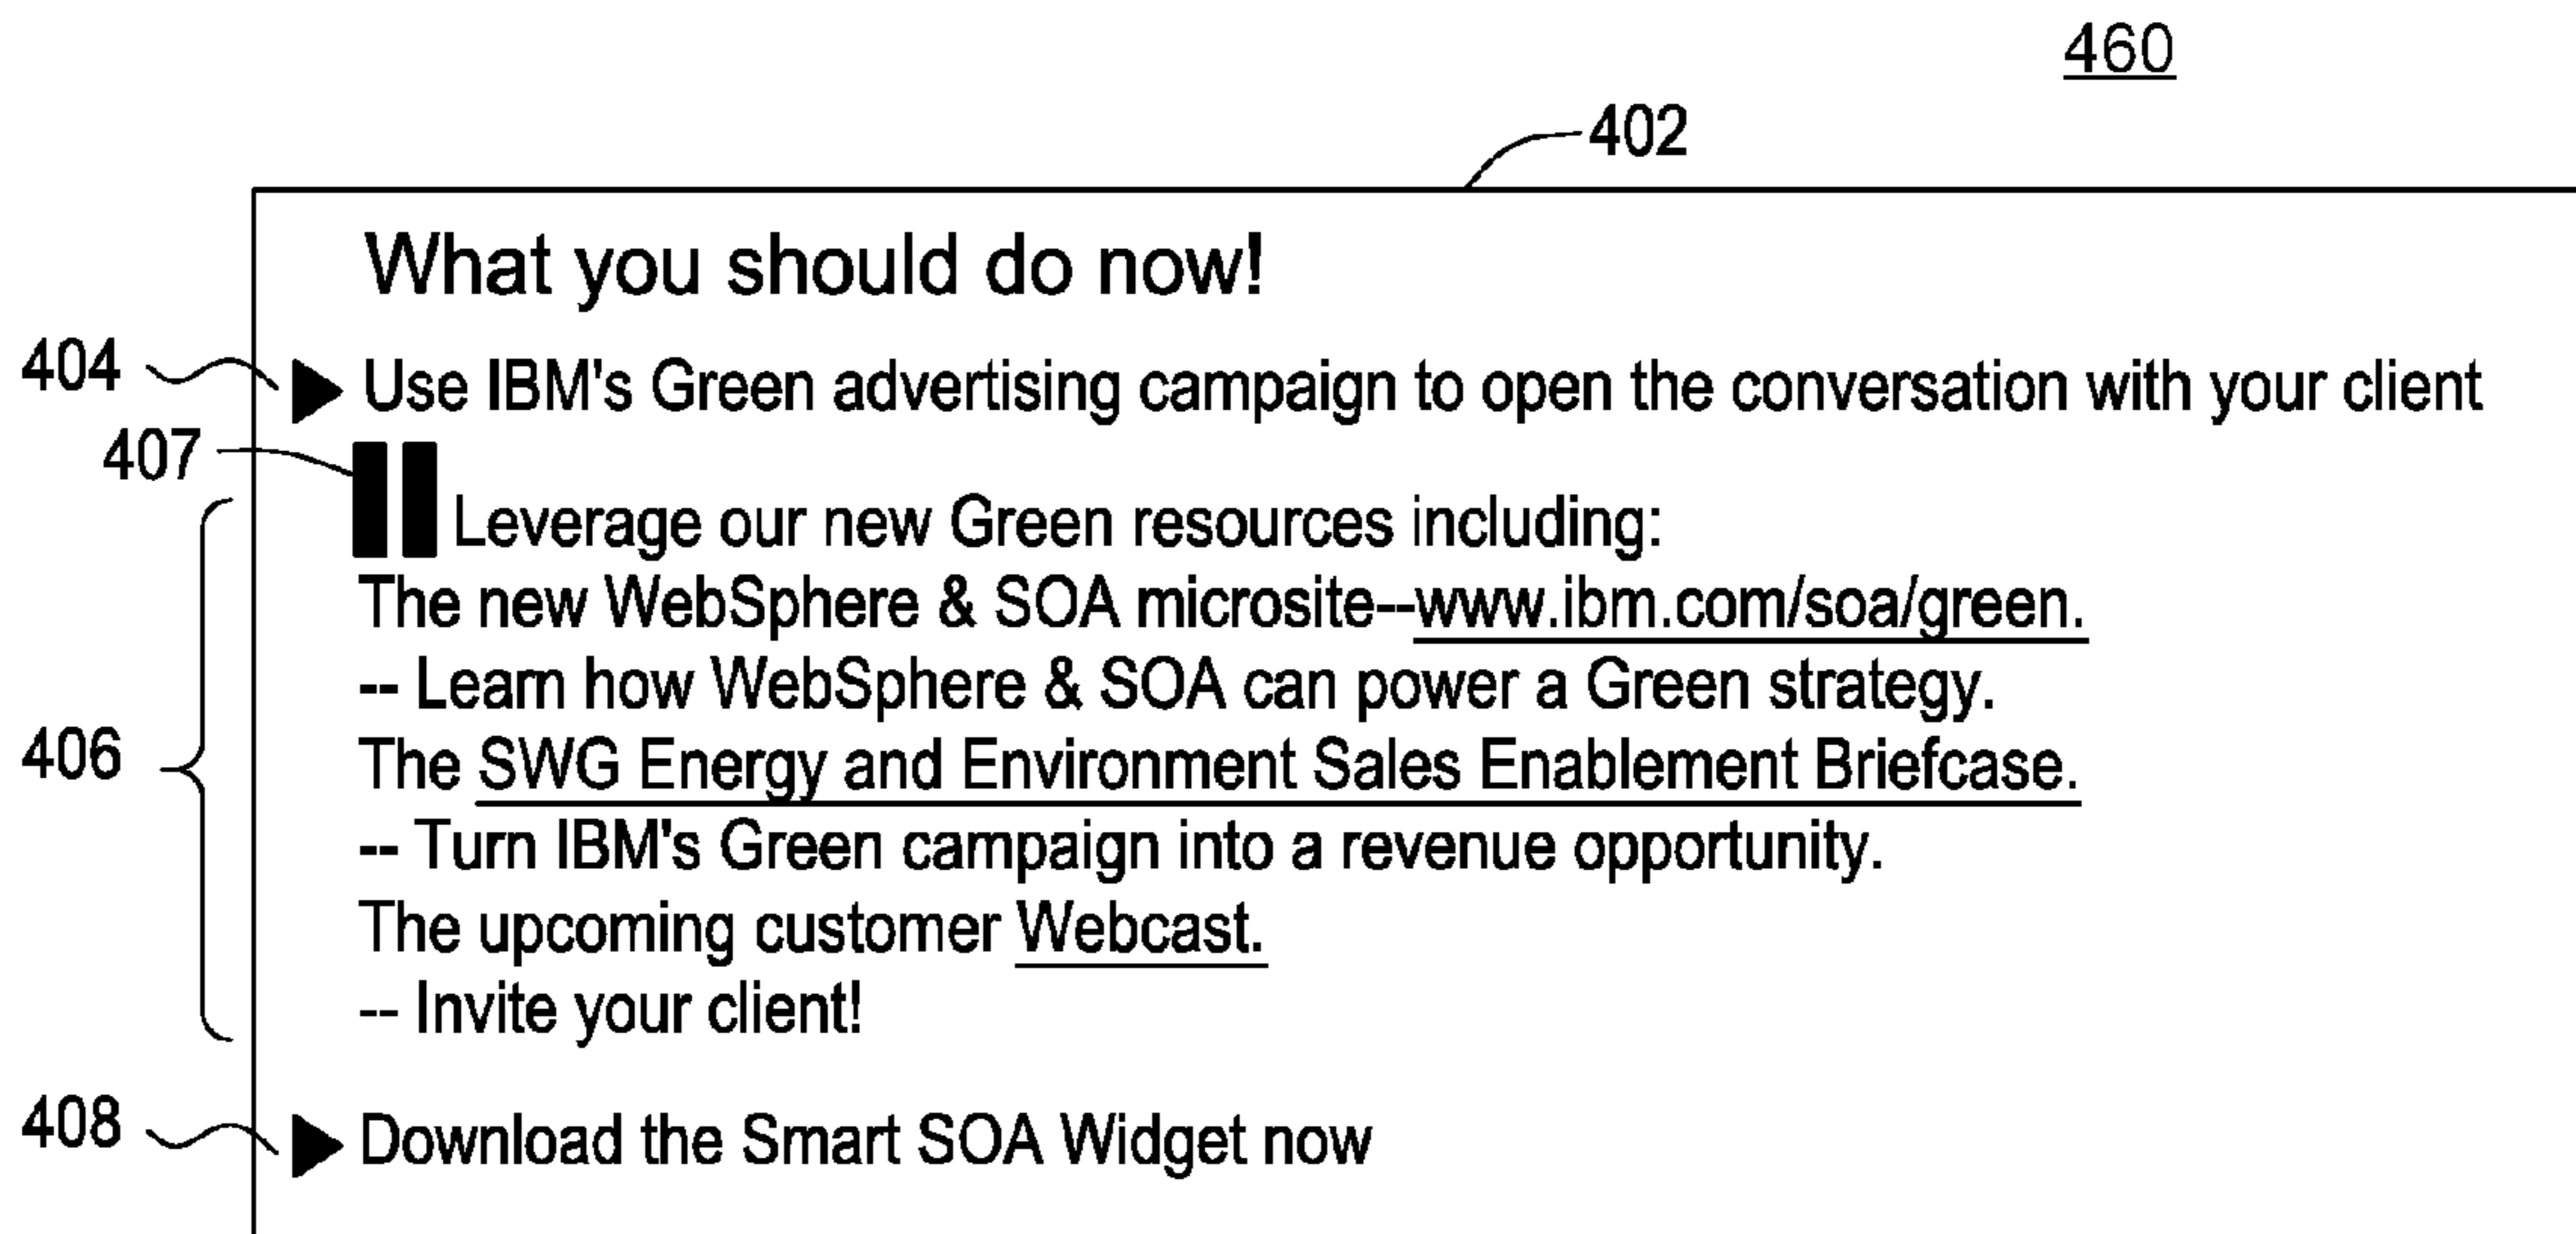 460
402
What you should do now!
404 Use IBM's Green advertising campaign to open the conversation with your client
407
Leverage our new Green resources including:
The new WebSphere & SOA microsite--www.ibm.com/soa/green.
-- Learn how WebSphere & SOA can power a Green strategy.
406 The SWG Energy and Environment Sales Enablement Briefcase.
-- Turn IBM's Green campaign into a revenue opportunity.
The upcoming customer Webcast.
-- Invite your client!
408 Download the Smart SOA Widget now